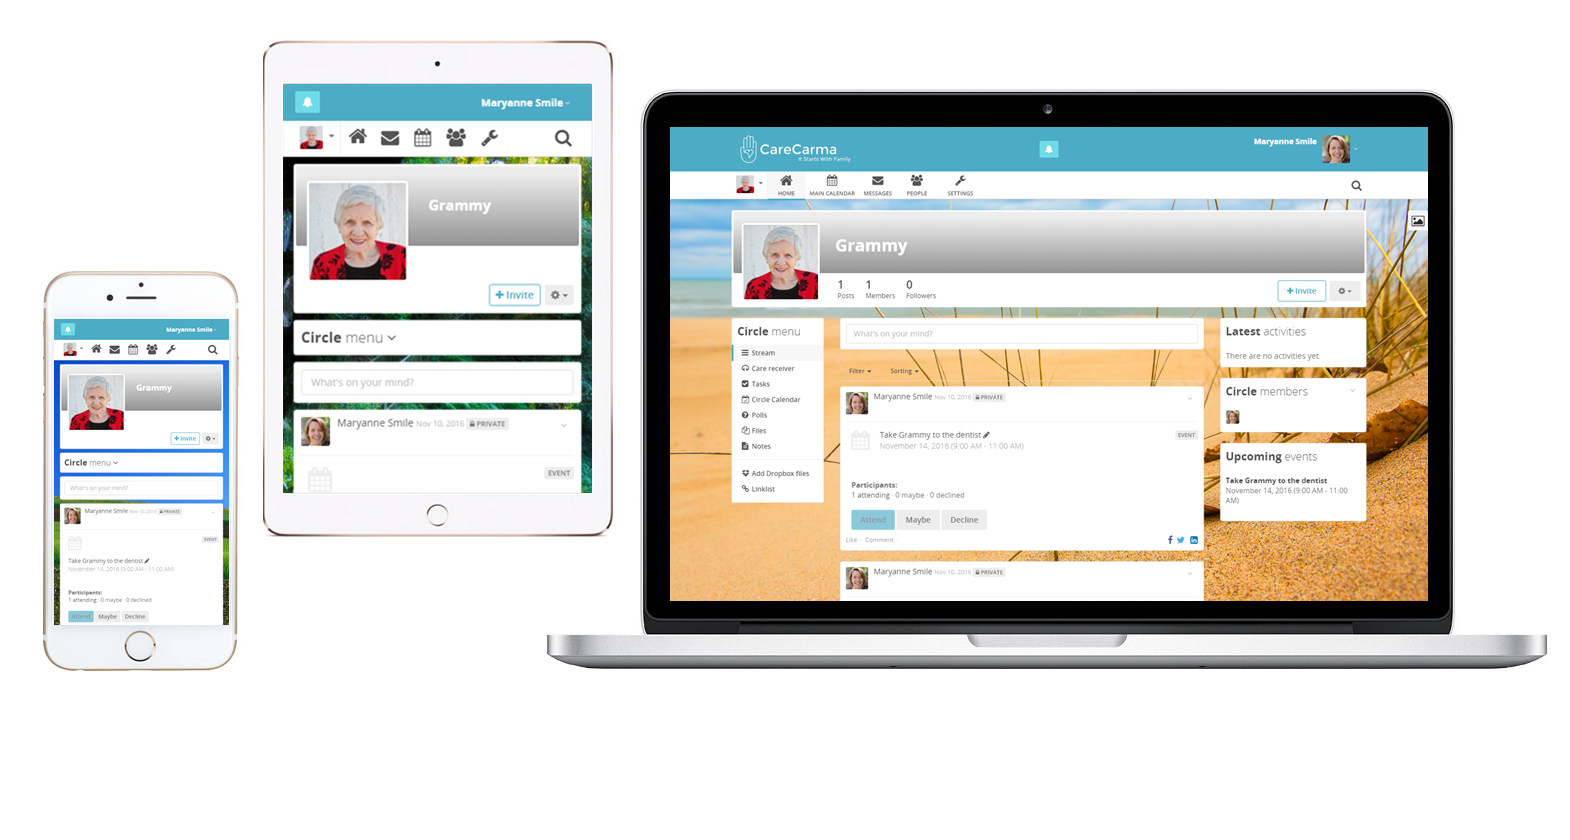 Maryanne Smile
Grammy
+ Invite
Circle menu
What's on your mind?
Maryanne Smile Nov 10, 2016 PRIVATE
EVENT
Take Grammy to the dentist
November 14, 2016 (9:00 AM - 11:00 AM)
Participants:
1 attending · 0 maybe · 0 declined
Attend Maybe Decline
Maryanne Smile
Grammy
+ Invite
Circle menu
What's on your mind?
Maryanne Smile Nov 10, 2016 PRIVATE
EVENT
CareCarma
It Starts With Family
Maryanne Smile
HOME MAIN CALENDAR MESSAGES PEOPLE SETTINGS
Grammy
1 1 0
Posts Members Followers
+ Invite
Circle menu
Stream
Care receiver
Tasks
Circle Calendar
Polls
Files
Notes
Add Dropbox files
Linklist
What's on your mind?
Filter Sorting
Maryanne Smile Nov 10, 2016 PRIVATE
Take Grammy to the dentist
EVENT
November 14, 2016 (9:00 AM - 11:00 AM)
Participants:
1 attending · 0 maybe · 0 declined
Attend Maybe Decline
Like · Comment ·
Maryanne Smile Nov 10, 2016 PRIVATE
Latest activities
There are no activities yet.
Circle members
Upcoming events
Take Grammy to the dentist
November 14, 2016 (9:00 AM - 11:00
AM)